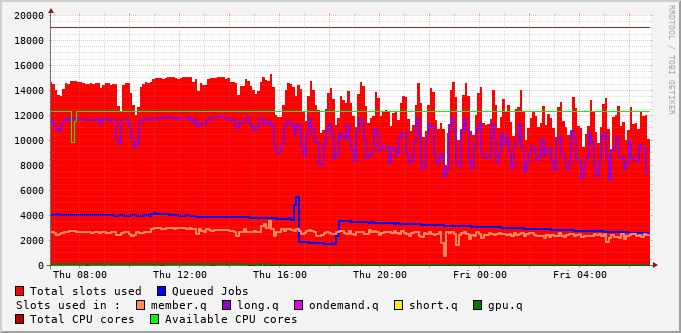 20000
18000
16000
14000
12000
10000
8000
6000
4000
2000
0
Thu 08:00 Thu 12:00 Thu 16:00 Thu 20:00 Fri 00:00 Fri 04:00
Total slots used Queued Jobs
Slots used in : member.q long.q ondemand.q short.q gpu.q
Total CPU cores Available CPU cores
RRDTOOL / TOBI OETIKER